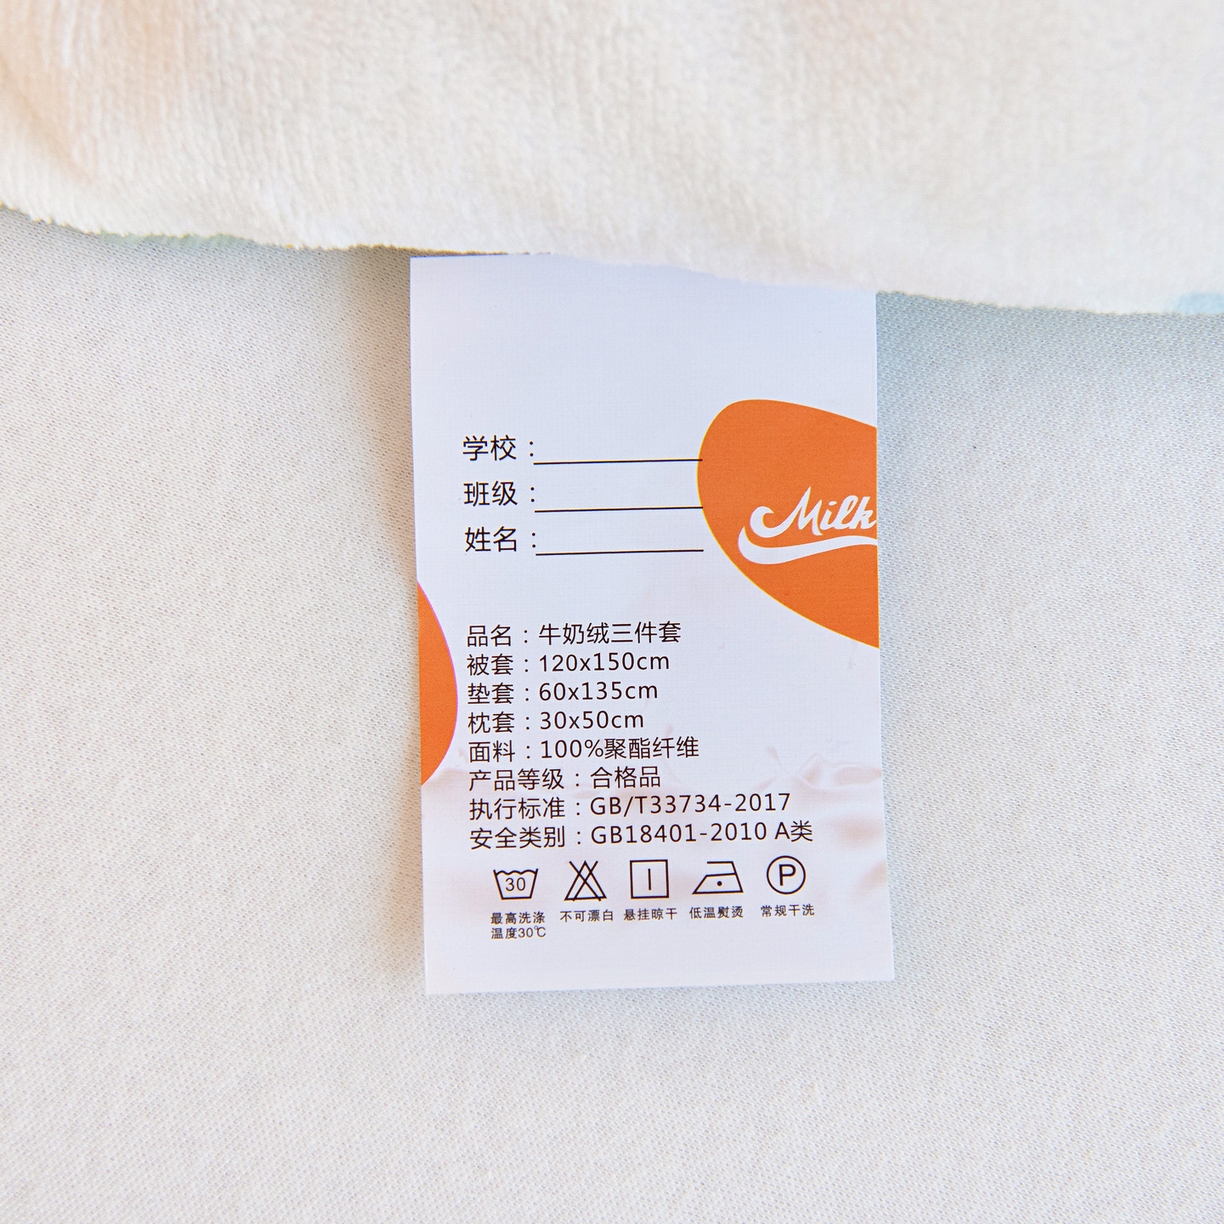 学校：
班级：
姓名：
Milk
品名：牛奶绒三件套
被套：120x150cm
垫套：60x135cm
枕套：30x50cm
面料：100%聚酯纤维
产品等级：合格品
执行标准：GB/T33734-2017
安全类别：GB18401-2010 A类
30
P
最高洗涤 不可漂白 悬挂晾干 低温熨烫 常规干洗
温度30℃